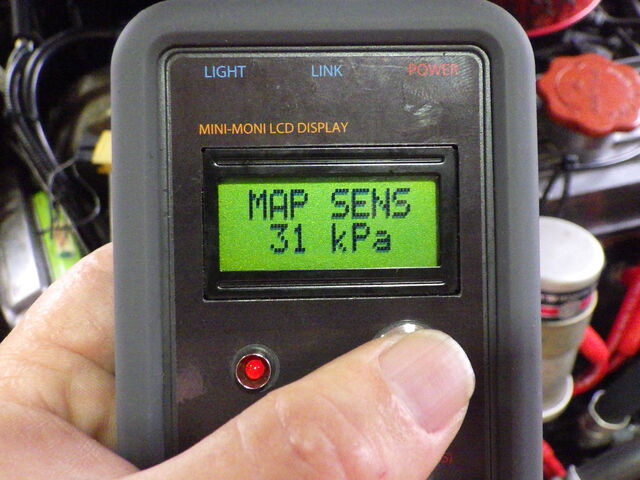 LIGHT LINK POWER
MINI-MONI LCD DISPLAY
MAP SENS
31 kPa